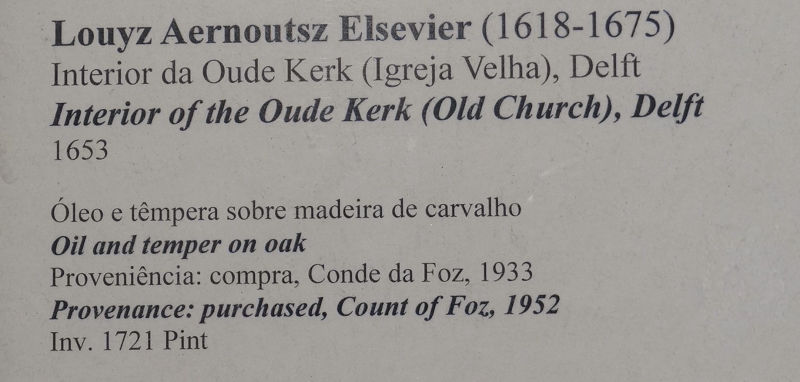 Louyz Aernoutsz Elsevier (1618-1675)
Interior da Oude Kerk (Igreja Velha), Delft
Interior of the Oude Kerk (Old Church), Delft
1653
Óleo e têmpera sobre madeira de carvalho
Oil and temper on oak
Proveniência: compra, Conde da Foz, 1933
Provenance: purchased, Count of Foz, 1952
Inv. 1721 Pint